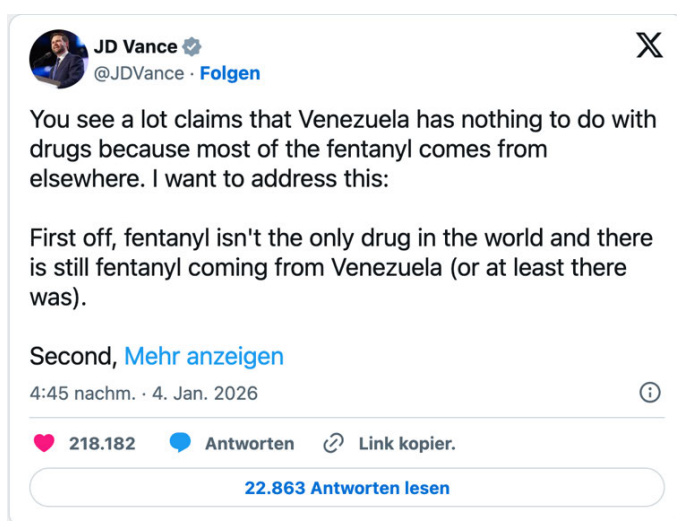 JD Vance
@JDVance · Folgen
You see a lot claims that Venezuela has nothing to do with
drugs because most of the fentanyl comes from
elsewhere. I want to address this:
First off, fentanyl isn't the only drug in the world and there
is still fentanyl coming from Venezuela (or at least there
was).
Second, Mehr anzeigen
4:45 nachm. · 4. Jan. 2026
218.182 Antworten Link kopier.
22.863 Antworten lesen